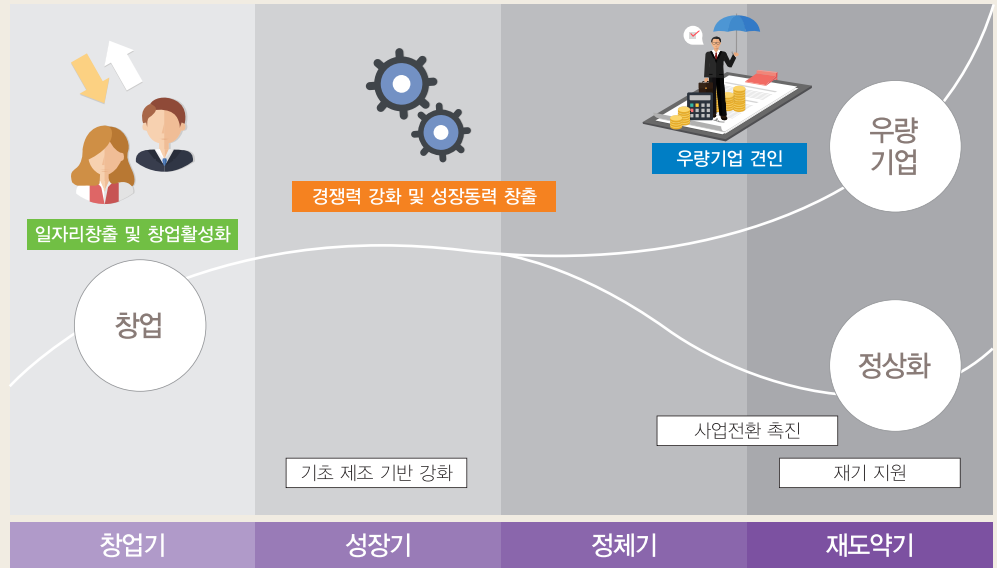 우량기업 견인
우량
기업
경쟁력 강화 및 성장동력 창출
일자리창출 및 창업활성화
창업
정상화
사업전환 촉진
기초 제조 기반 강화
재기 지원
창업기
성장기
정체기
재도약기